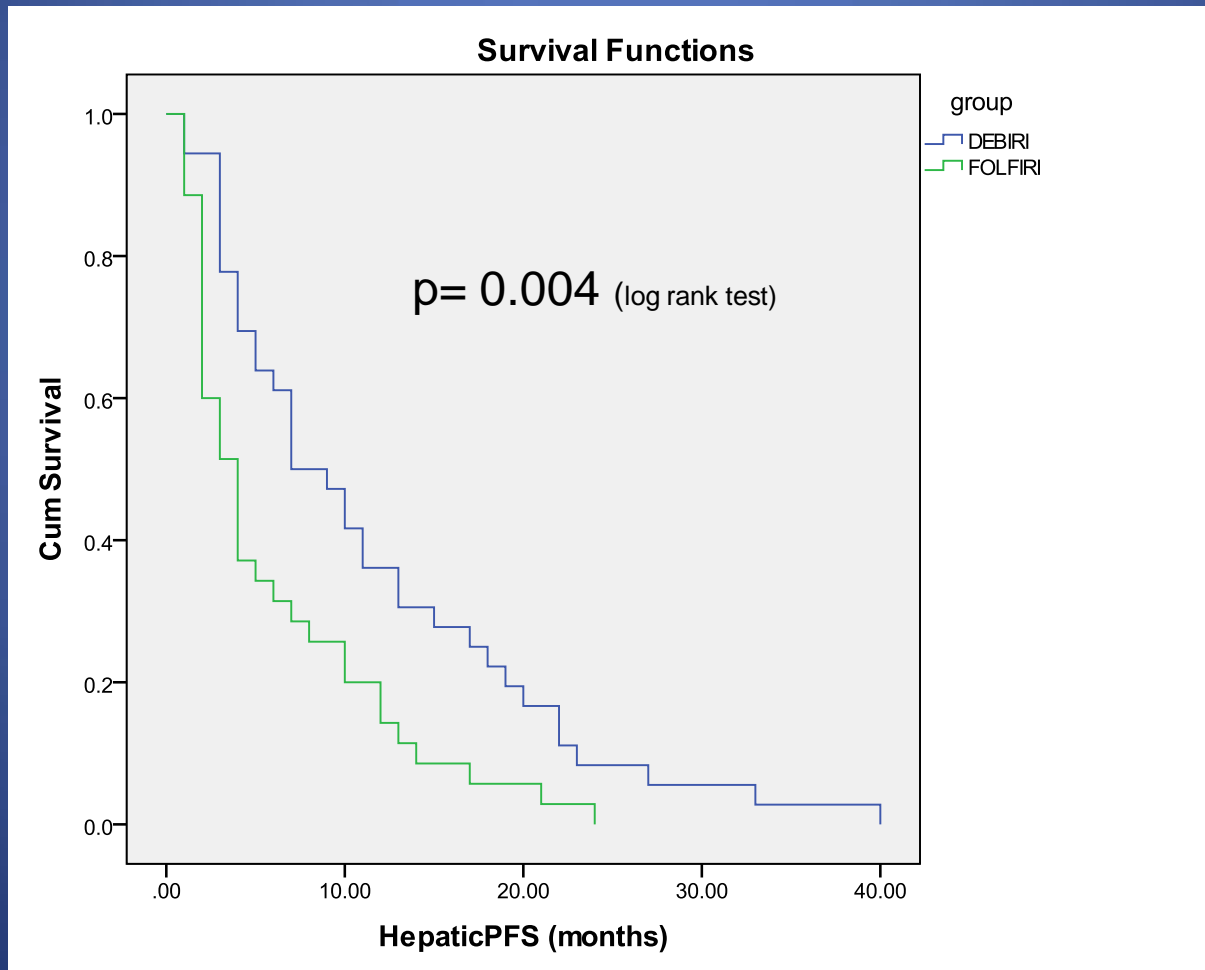 Survival Functions
group
DEBIRI
FOLFIRI
p= 0.004 (log rank test)
Cum Survival
1.0
0.8
0.6
0.4
0.2
0.0
.00 10.00 20.00 30.00 40.00
HepaticPFS (months)